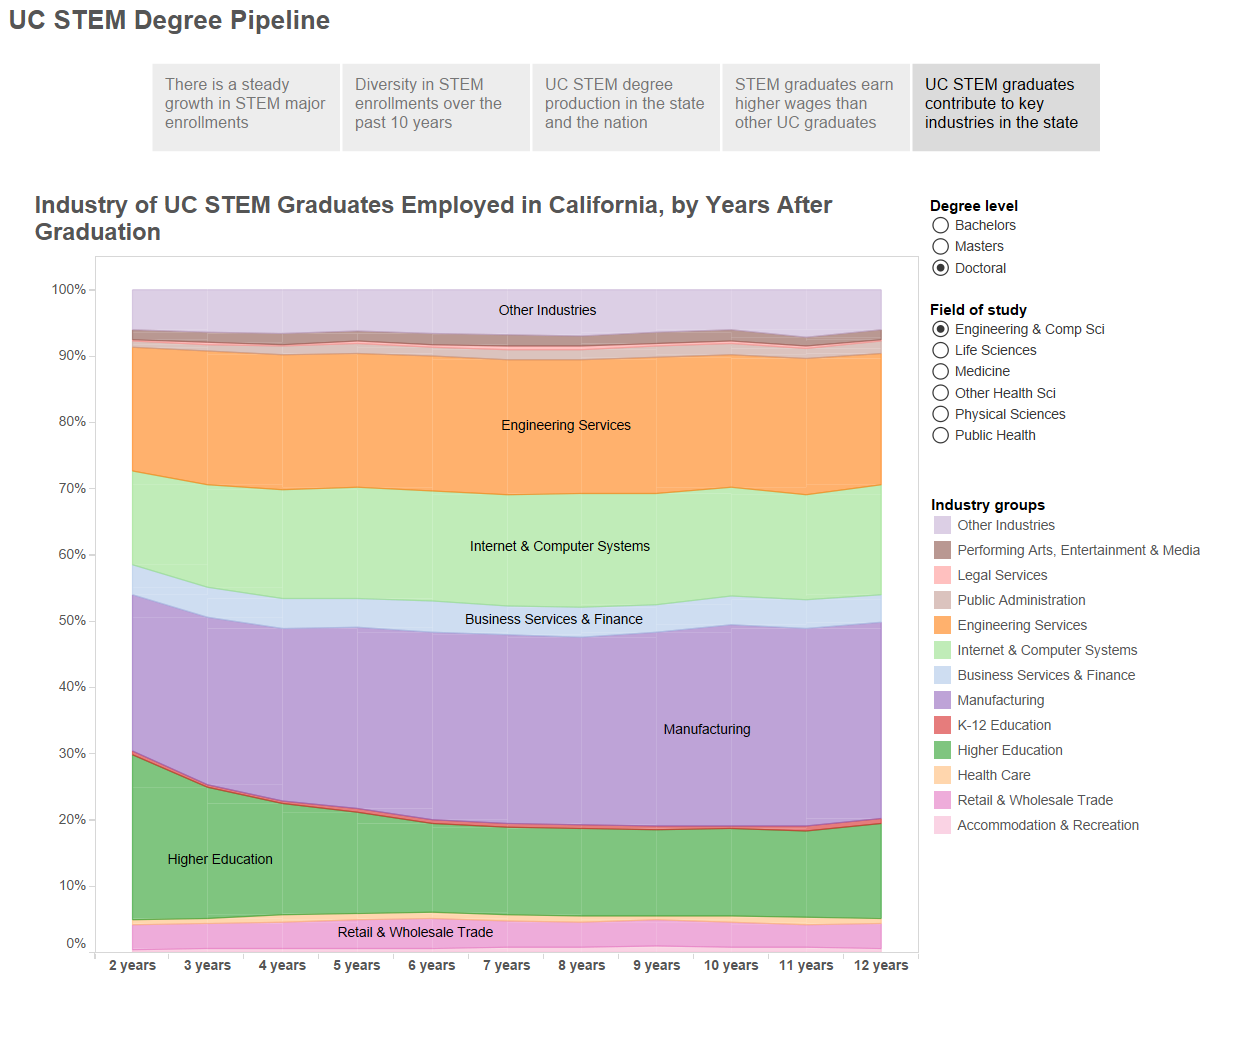 UC STEM Degree Pipeline
There is a steady
growth in STEM major
enrollments
Diversity in STEM
enrollments over the
past 10 years
UC STEM degree
production in the state
and the nation
STEM graduates earn
higher wages than
other UC graduates
UC STEM graduates
contribute to key
industries in the state
Industry of UC STEM Graduates Employed in California, by Years After
Graduation
100%
90%
80%
70%
60%
50%
40%
30%
20%
10%
0%
Other Industries
Engineering Services
Internet & Computer Systems
Business Services & Finance
Manufacturing
Higher Education
Retail & Wholesale Trade
2 years
3 years
4 years
5 years
6 years
7 years
8 years
9 years
10 years
11 years
12 years
Degree level
Bachelors
Masters
Doctoral
Field of study
Engineering & Comp Sci
Life Sciences
Medicine
Other Health Sci
Physical Sciences
Public Health
Industry groups
Other Industries
Performing Arts, Entertainment & Media
Legal Services
Public Administration
Engineering Services
Internet & Computer Systems
Business Services & Finance
Manufacturing
K-12 Education
Higher Education
Health Care
Retail & Wholesale Trade
Accommodation & Recreation